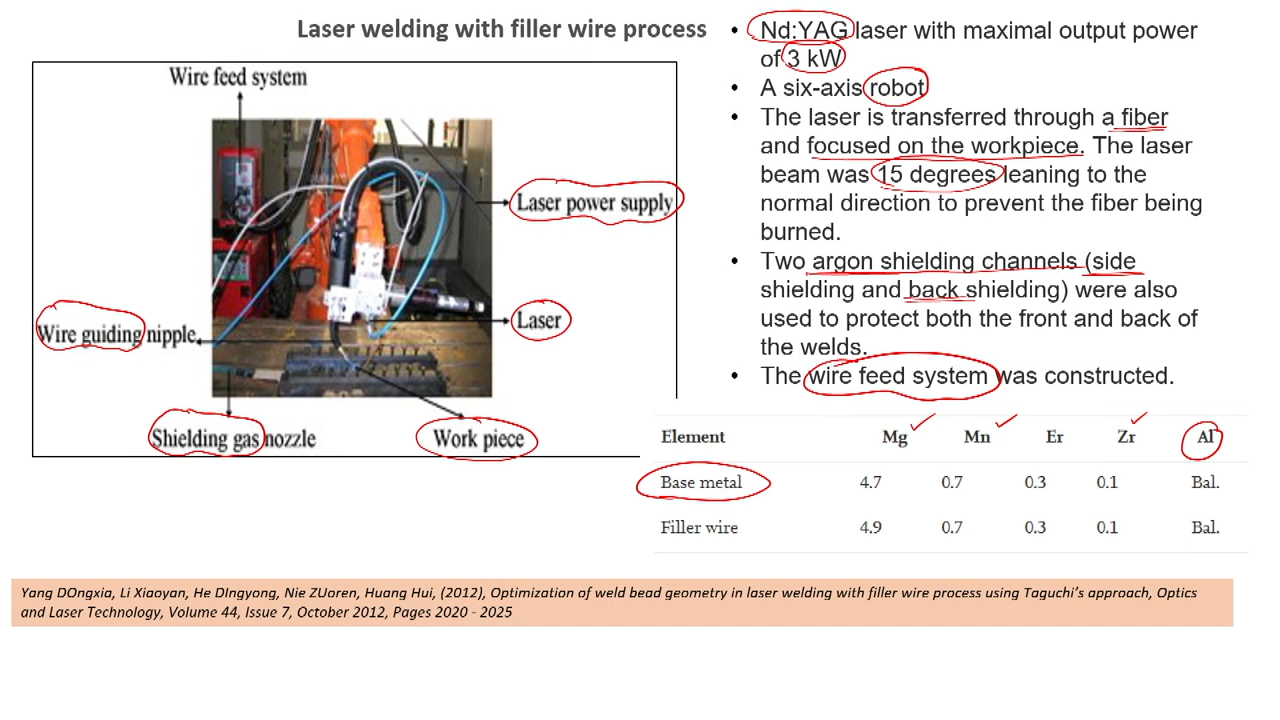 Laser welding with filler wire process
Wire feed system
Laser power supply
Laser
Wire guiding nipple
Shielding gas nozzle
Work piece
• Nd:YAG laser with maximal output power
of 3 kW
• A six-axis robot
• The laser is transferred through a fiber
and focused on the workpiece. The laser
beam was 15 degrees leaning to the
normal direction to prevent the fiber being
burned.
• Two argon shielding channels (side
shielding and back shielding) were also
used to protect both the front and back of
the welds.
• The wire feed system was constructed.
Element Mg Mn Er Zr Al
Base metal 4.7 0.7 0.3 0.1 Bal.
Filler wire 4.9 0.7 0.3 0.1 Bal.
Yang DOngxia, Li Xiaoyan, He DIngyong, Nie ZUoren, Huang Hui, (2012), Optimization of weld bead geometry in laser welding with filler wire process using Taguchi's approach, Optics
and Laser Technology, Volume 44, Issue 7, October 2012, Pages 2020 - 2025